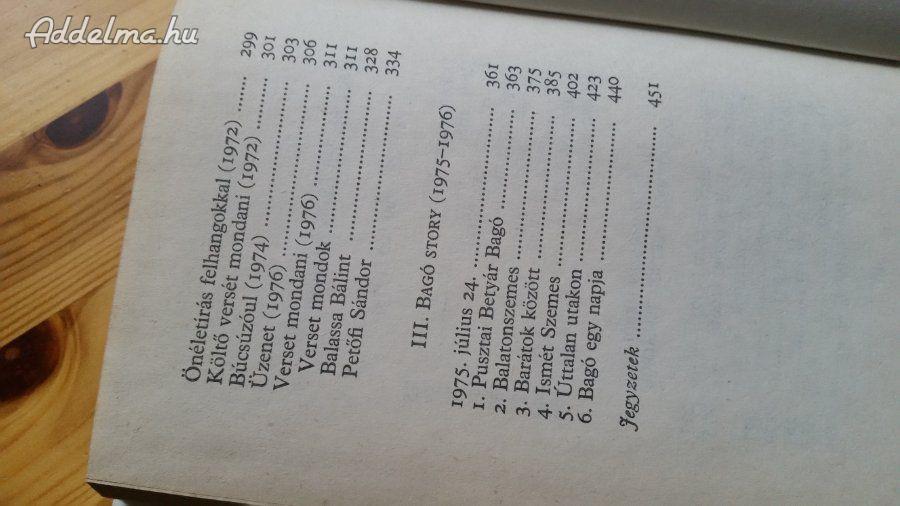 Addelma.hu
Önéletírás felhangokkal (1972) ....... 299
Költő versét mondani (1972) .......... 301
Búcsúzóul (1974) .......... 303
Üzenet (1976) .......... 306
Verset mondani (1976) .......... 311
Verset mondok .......... 311
Balassa Bálint .......... 328
Petőfi Sándor .......... 334
III. BAGÓ STORY (1975–1976)
1975. július 24. .......... 361
1. Pusztai Betyár Bagó .......... 363
2. Balatonszemes .......... 375
3. Barátok között .......... 385
4. Ismét Szemes .......... 402
5. Úttalan utakon .......... 423
6. Bagó egy napja .......... 440
Jegyzetek .......... 451